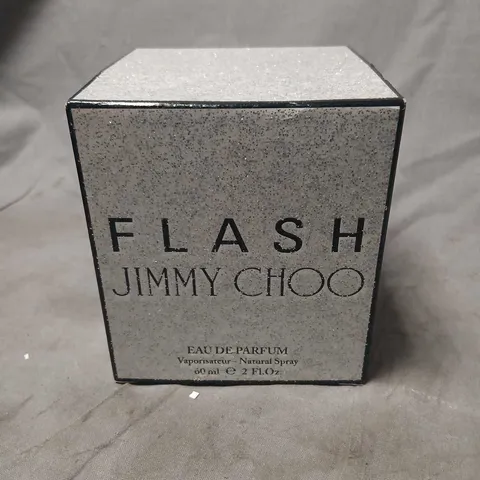 FLASH
JIMMY CHOO
EAU DE PARFUM
Vaporisateur - Natural Spray
60 ml ℮ 2 FL Oz